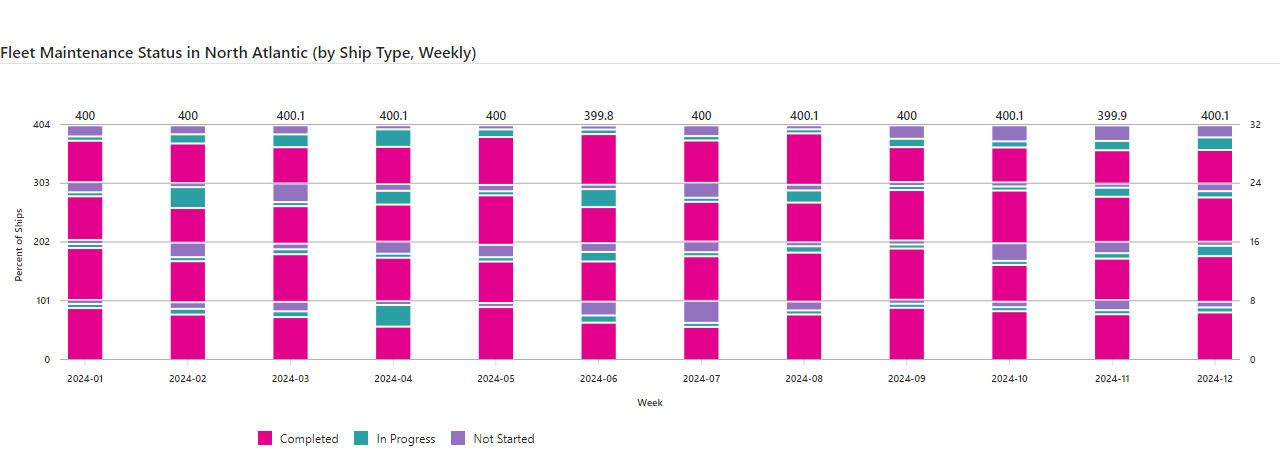 Fleet Maintenance Status in North Atlantic (by Ship Type, Weekly)
400 400 400.1 400.1 400 399.8 400 400.1 400 400.1 399.9 400.1
404 32
303 24
Percent of Ships
202 16
101 8
0 0
2024-01 2024-02 2024-03 2024-04 2024-05 2024-06 2024-07 2024-08 2024-09 2024-10 2024-11 2024-12
Week
Completed In Progress Not Started